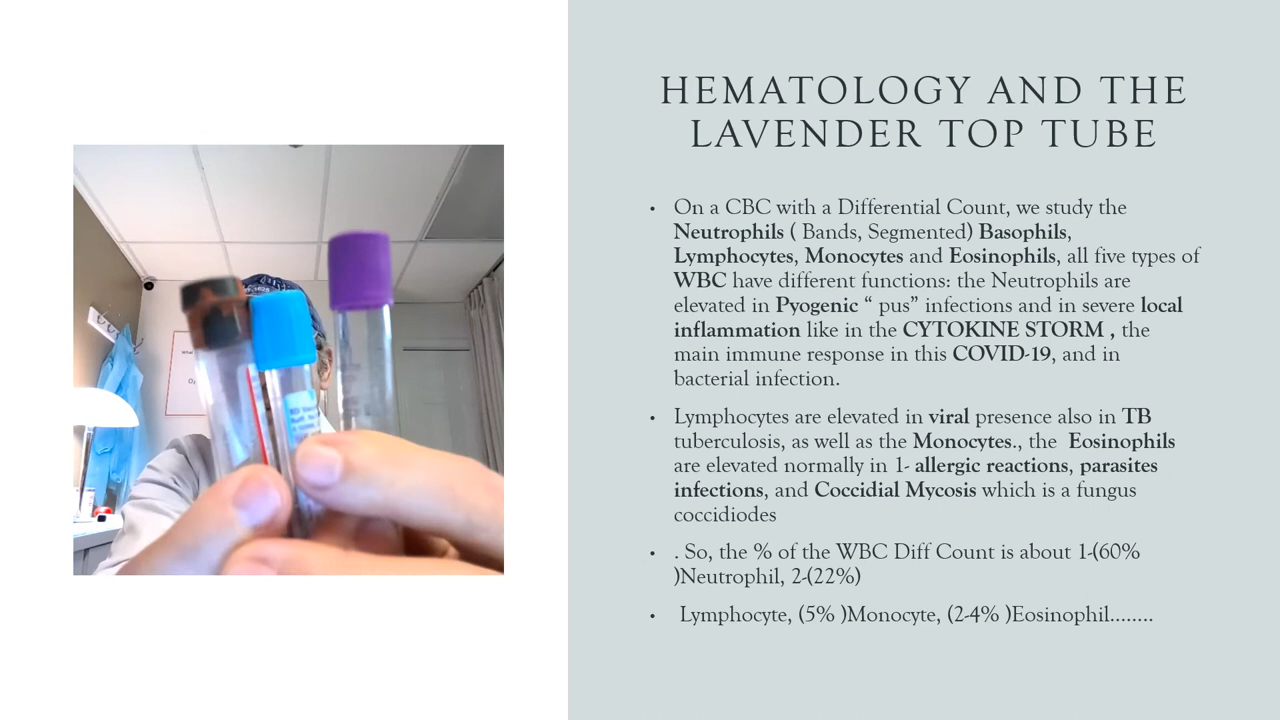 HEMATOLOGY AND THE
LAVENDER TOP TUBE
• On a CBC with a Differential Count, we study the
Neutrophils ( Bands, Segmented) Basophils,
Lymphocytes, Monocytes and Eosinophils, all five types of
WBC have different functions: the Neutrophils are
elevated in Pyogenic “ pus” infections and in severe local
inflammation like in the CYTOKINE STORM , the
main immune response in this COVID-19, and in
bacterial infection.
• Lymphocytes are elevated in viral presence also in TB
tuberculosis, as well as the Monocytes., the Eosinophils
are elevated normally in 1- allergic reactions, parasites
infections, and Coccidial Mycosis which is a fungus
coccidiodes
• . So, the % of the WBC Diff Count is about 1-(60%
)Neutrophil, 2-(22%)
• Lymphocyte, (5% )Monocyte, (2-4% )Eosinophil........